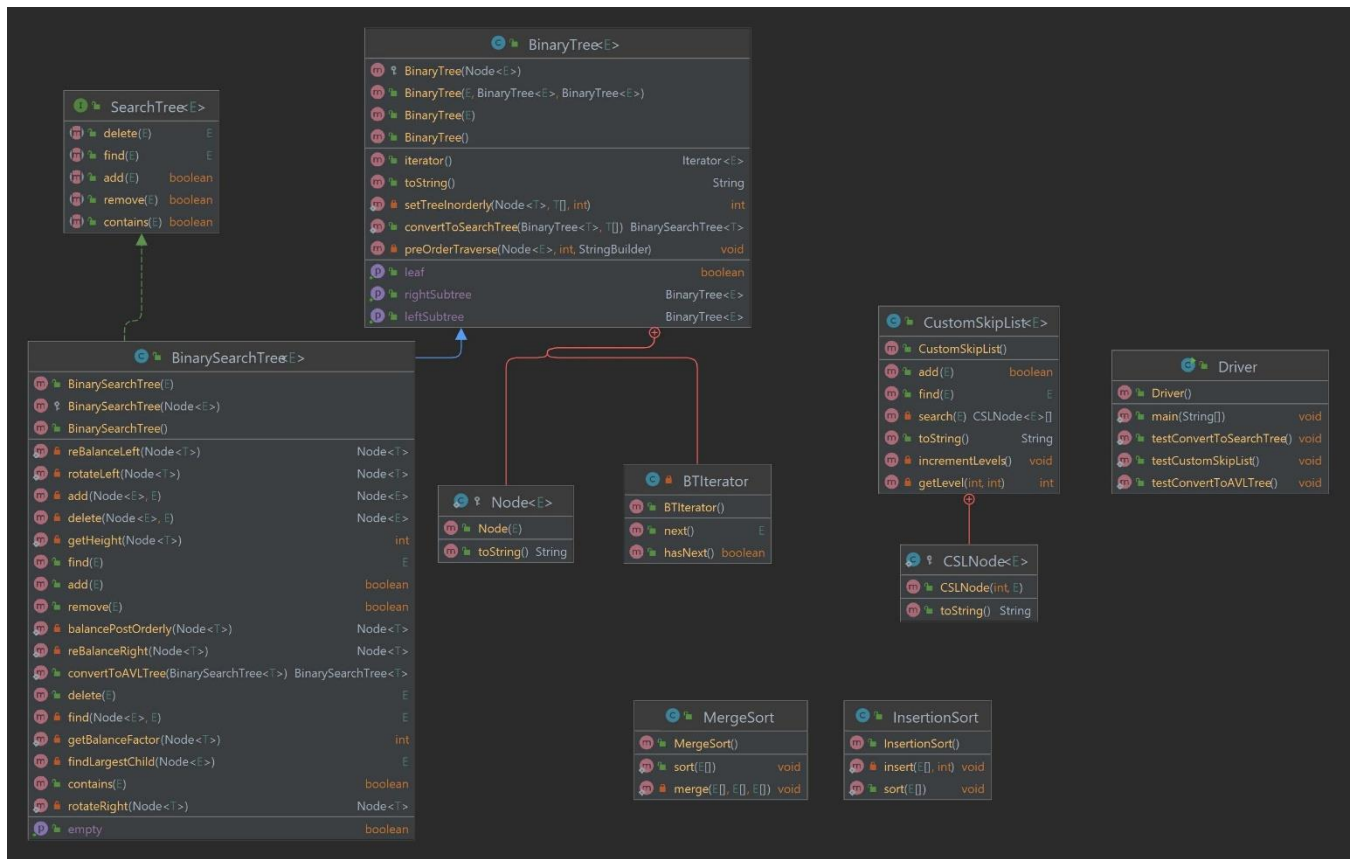 SearchTree<E>
delete(E) E
find(E) E
add(E) boolean
remove(E) boolean
contains(E) boolean
BinaryTree<E>
BinaryTree(Node<E>)
BinaryTree(E, BinaryTree<E>, BinaryTree<E>)
BinaryTree(E)
BinaryTree()
iterator() Iterator<E>
toString() String
setTreeInorderly(Node<T>, T[], int) int
convertToSearchTree(BinaryTree<T>, T[]) BinarySearchTree<T>
preOrderTraverse(Node<E>, int, StringBuilder) void
leaf boolean
rightSubtree BinaryTree<E>
leftSubtree BinaryTree<E>
BinarySearchTree<E>
BinarySearchTree(E)
BinarySearchTree(Node<E>)
BinarySearchTree()
reBalanceLeft(Node<T>) Node<T>
rotateLeft(Node<T>) Node<T>
add(Node<E>, E) Node<E>
delete(Node<E>, E) Node<E>
getHeight(Node<T>) int
find(E) E
add(E) boolean
remove(E) boolean
balancePostOrderly(Node<T>) Node<T>
reBalanceRight(Node<T>) Node<T>
convertToAVLTree(BinarySearchTree<T>) BinarySearchTree<T>
delete(E) E
find(Node<E>, E) E
getBalanceFactor(Node<T>) int
findLargestChild(Node<E>) E
contains(E) boolean
rotateRight(Node<T>) Node<T>
empty boolean
Node<E>
Node(E)
toString() String
BTIterator
BTIterator()
next() E
hasNext() boolean
CustomSkipList<E>
CustomSkipList()
add(E) boolean
find(E) E
search(E) CSLNode<E>[]
toString() String
incrementLevels() void
getLevel(int, int) int
CSLNode<E>
CSLNode(int, E)
toString() String
Driver
Driver()
main(String[]) void
testConvertToSearchTree() void
testCustomSkipList() void
testConvertToAVLTree() void
MergeSort
MergeSort()
sort(E[]) void
merge(E[], E[], E[]) void
InsertionSort
InsertionSort()
insert(E[], int) void
sort(E[]) void